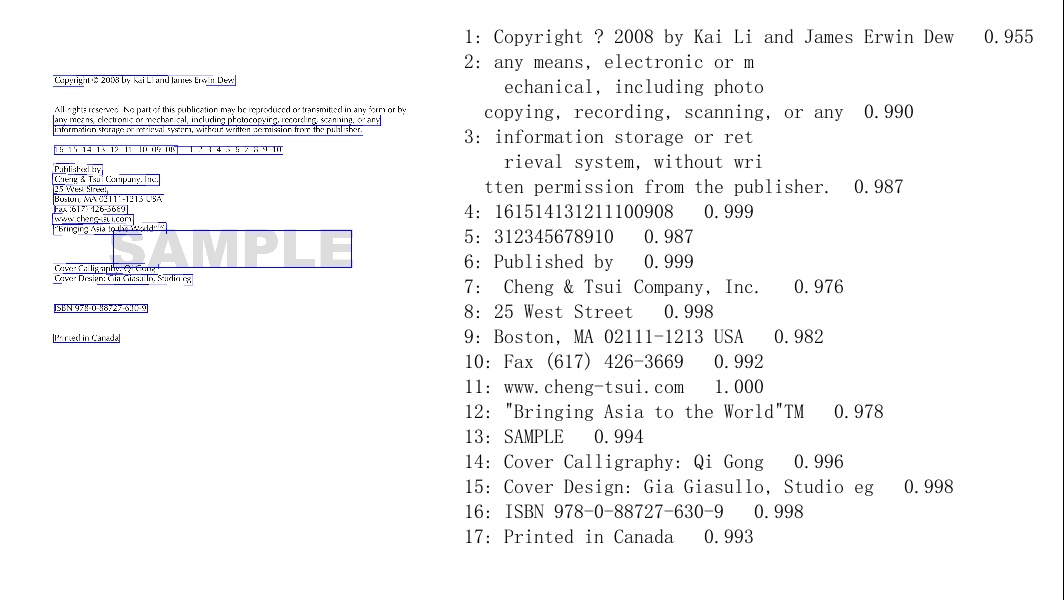 Copyright © 2008 by Kai Li and James Erwin Dew
All rights reserved. No part of this publication may be reproduced or transmitted in any form or by
any means, electronic or mechanical, including photocopying, recording, scanning, or any
information storage or retrieval system, without written permission from the publisher.
16 15 14 13 12 11 10 09 08 1 2 3 4 5 6 7 8 9 10
Published by
Cheng & Tsui Company, Inc.
25 West Street,
Boston, MA 02111-1213 USA
Fax (617) 426-3669
www.cheng-tsui.com
"Bringing Asia to the World"™
SAMPLE
Cover Calligraphy: Qi Gong
Cover Design: Gia Giasullo, Studio eg
ISBN 978-0-88727-630-9
Printed in Canada
1: Copyright ? 2008 by Kai Li and James Erwin Dew 0.955
2: any means, electronic or m
echanical, including photo
copying, recording, scanning, or any 0.990
3: information storage or ret
rieval system, without wri
tten permission from the publisher. 0.987
4: 161514131211100908 0.999
5: 312345678910 0.987
6: Published by 0.999
7: Cheng & Tsui Company, Inc. 0.976
8: 25 West Street 0.998
9: Boston, MA 02111-1213 USA 0.982
10: Fax (617) 426-3669 0.992
11: www.cheng-tsui.com 1.000
12: "Bringing Asia to the World"TM 0.978
13: SAMPLE 0.994
14: Cover Calligraphy: Qi Gong 0.996
15: Cover Design: Gia Giasullo, Studio eg 0.998
16: ISBN 978-0-88727-630-9 0.998
17: Printed in Canada 0.993